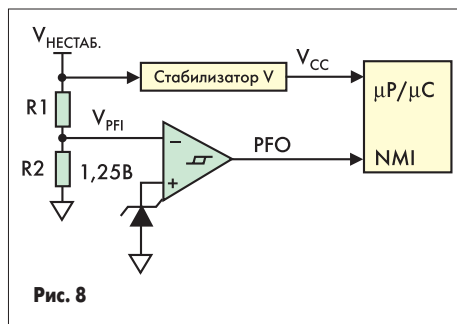 VНЕСТАБ.
Стабилизатор V
VCC
μP/μC
R1
VPFI
PFO
NMI
R2
1,25В
−
+
Рис. 8